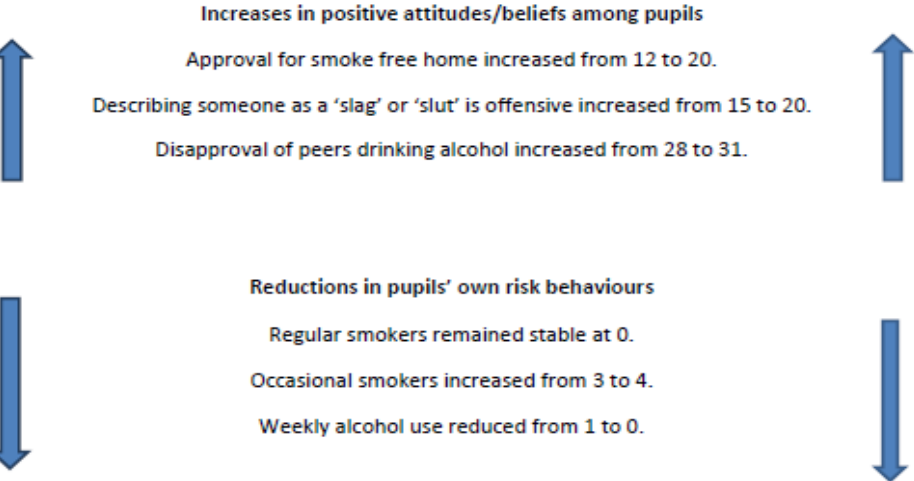 Increases in positive attitudes/beliefs among pupils
Approval for smoke free home increased from 12 to 20.
Describing someone as a ‘slag’ or ‘slut’ is offensive increased from 15 to 20.
Disapproval of peers drinking alcohol increased from 28 to 31.
Reductions in pupils’ own risk behaviours
Regular smokers remained stable at 0.
Occasional smokers increased from 3 to 4.
Weekly alcohol use reduced from 1 to 0.